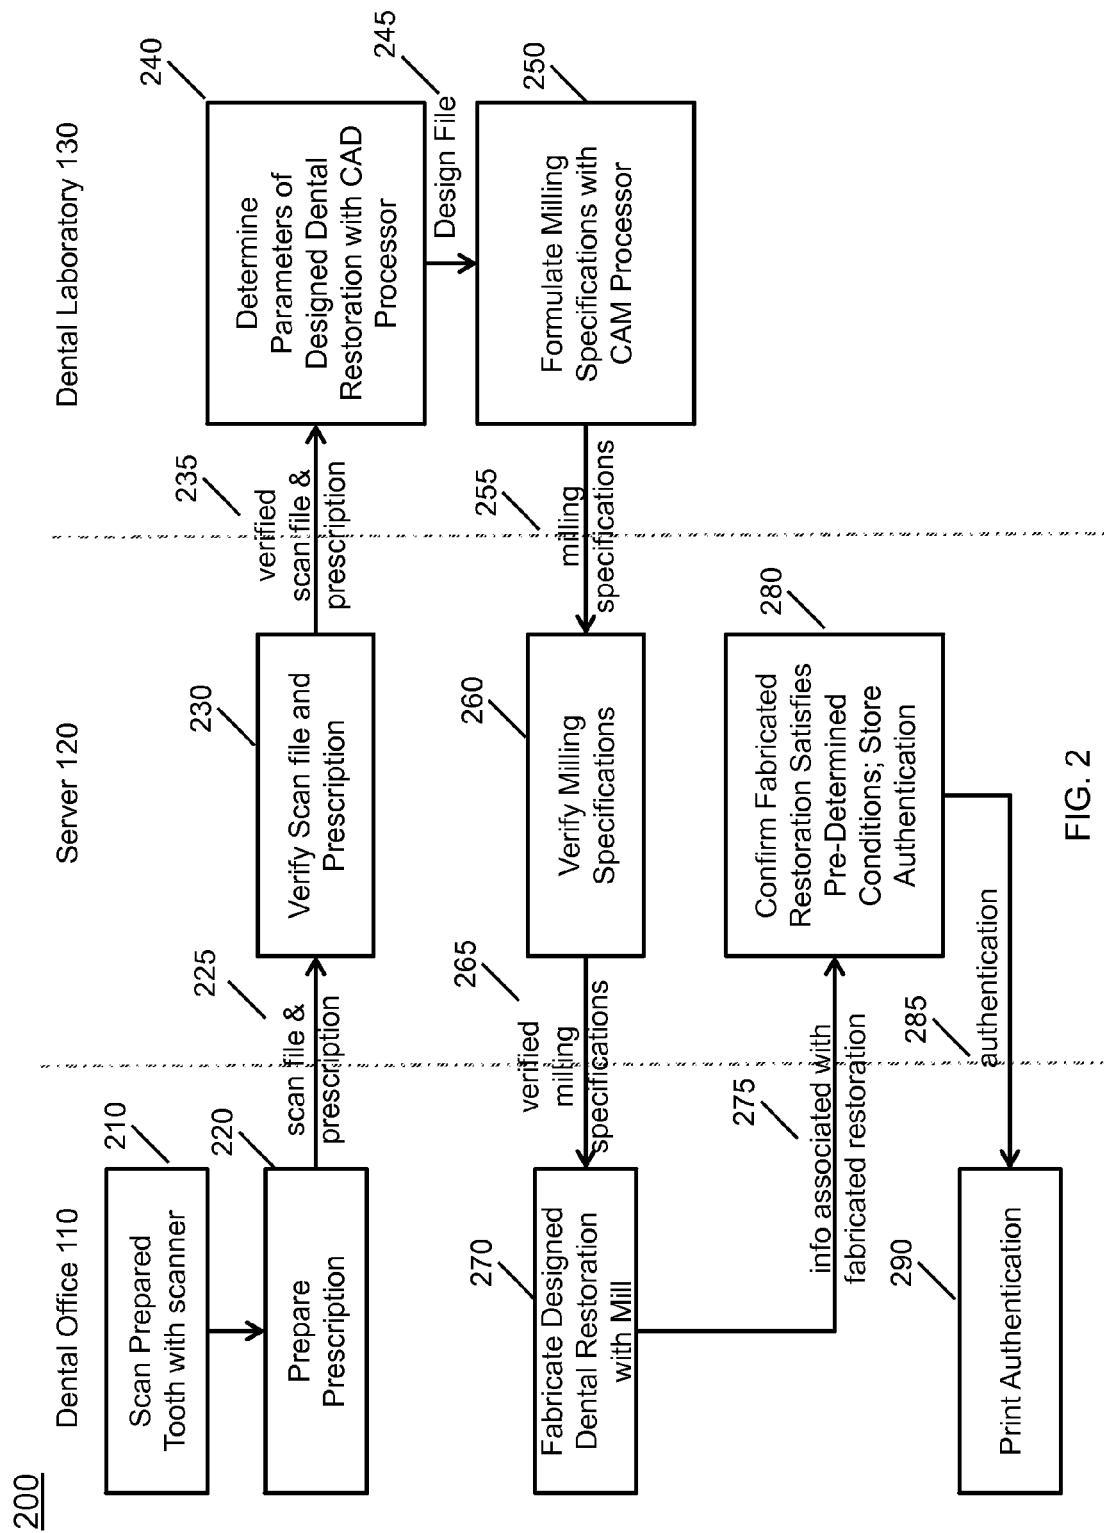 200
Dental Office 110
Server 120
Dental Laboratory 130
210
Scan Prepared
Tooth with scanner
220
Prepare
Prescription
225
scan file &
prescription
230
Verify Scan file and
Prescription
235
verified
scan file &
prescription
240
Determine
Parameters of
Designed Dental
Restoration with CAD
Processor
245
Design File
250
Formulate Milling
Specifications with
CAM Processor
255
milling
specifications
260
Verify Milling
Specifications
265
verified
milling
specifications
270
Fabricate Designed
Dental Restoration
with Mill
275
info associated with
fabricated restoration
280
Confirm Fabricated
Restoration Satisfies
Pre-Determined
Conditions; Store
Authentication
285
authentication
290
Print Authentication
FIG. 2